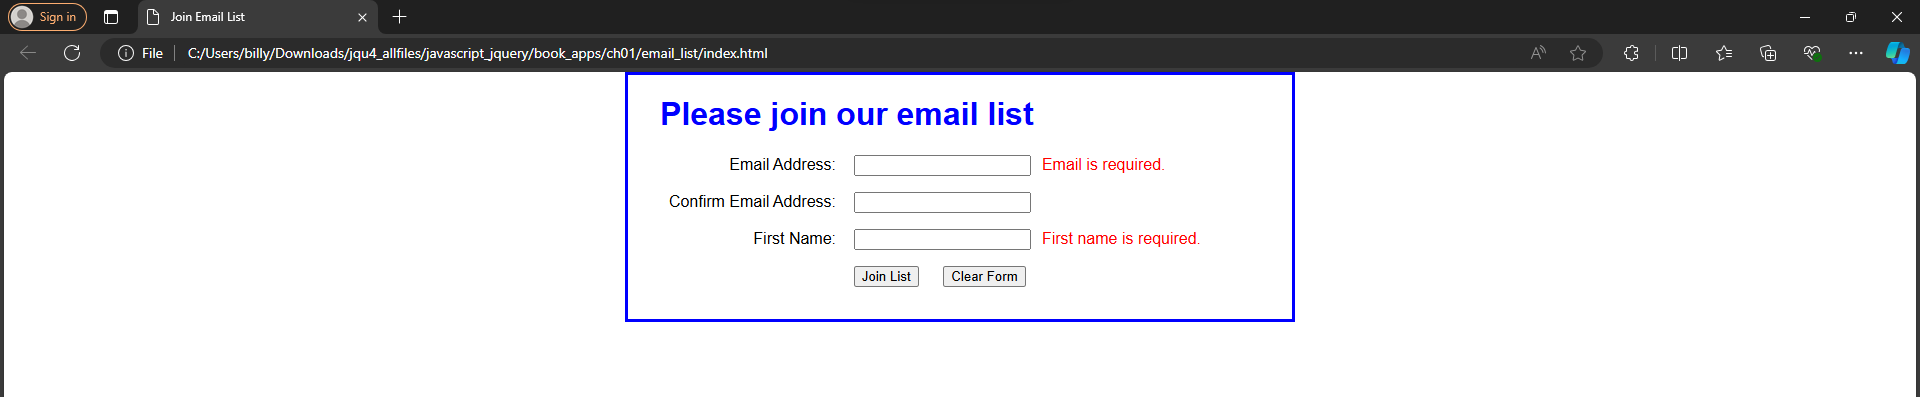 Sign in
Join Email List
File
C:/Users/billy/Downloads/jqu4_allfiles/javascript_jquery/book_apps/ch01/email_list/index.html
Please join our email list
Email Address: Email is required.
Confirm Email Address:
First Name: First name is required.
Join List Clear Form